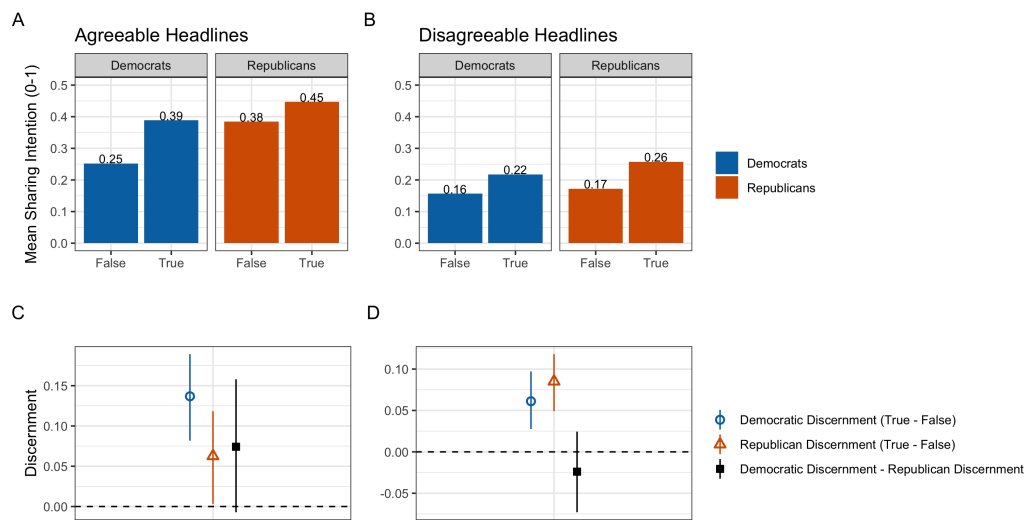 A
B
Agreeable Headlines
Disagreeable Headlines
Democrats
Republicans
Democrats
Republicans
Mean Sharing Intention (0-1)
0.5
0.4
0.3
0.2
0.1
0.0
0.25
0.39
0.38
0.45
False
True
False
True
0.5
0.4
0.3
0.2
0.1
0.0
0.16
0.22
0.17
0.26
False
True
False
True
Democrats
Republicans
C
D
Discernment
0.15
0.10
0.05
0.00
0.10
0.05
0.00
-0.05
Democratic Discernment (True - False)
Republican Discernment (True - False)
Democratic Discernment - Republican Discernment